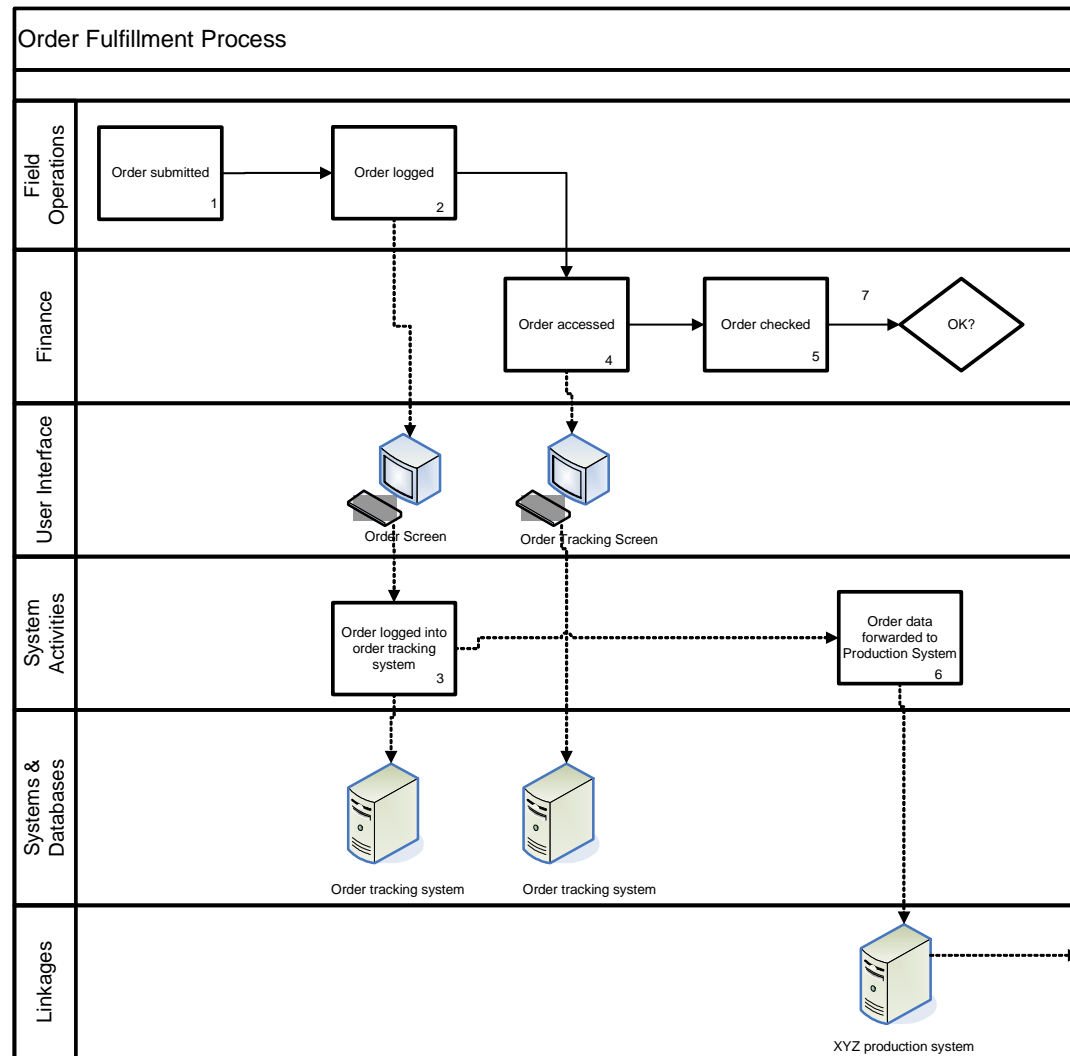 Order Fulfillment Process
Field
Operations
Order submitted
1
Order logged
2
Finance
Order accessed
4
Order checked
5
7
OK?
User Interface
Order Screen
Order Tracking Screen
System
Activities
Order logged into
order tracking
system
3
Order data
forwarded to
Production System
6
Systems &
Databases
Order tracking system
Order tracking system
Linkages
XYZ production system